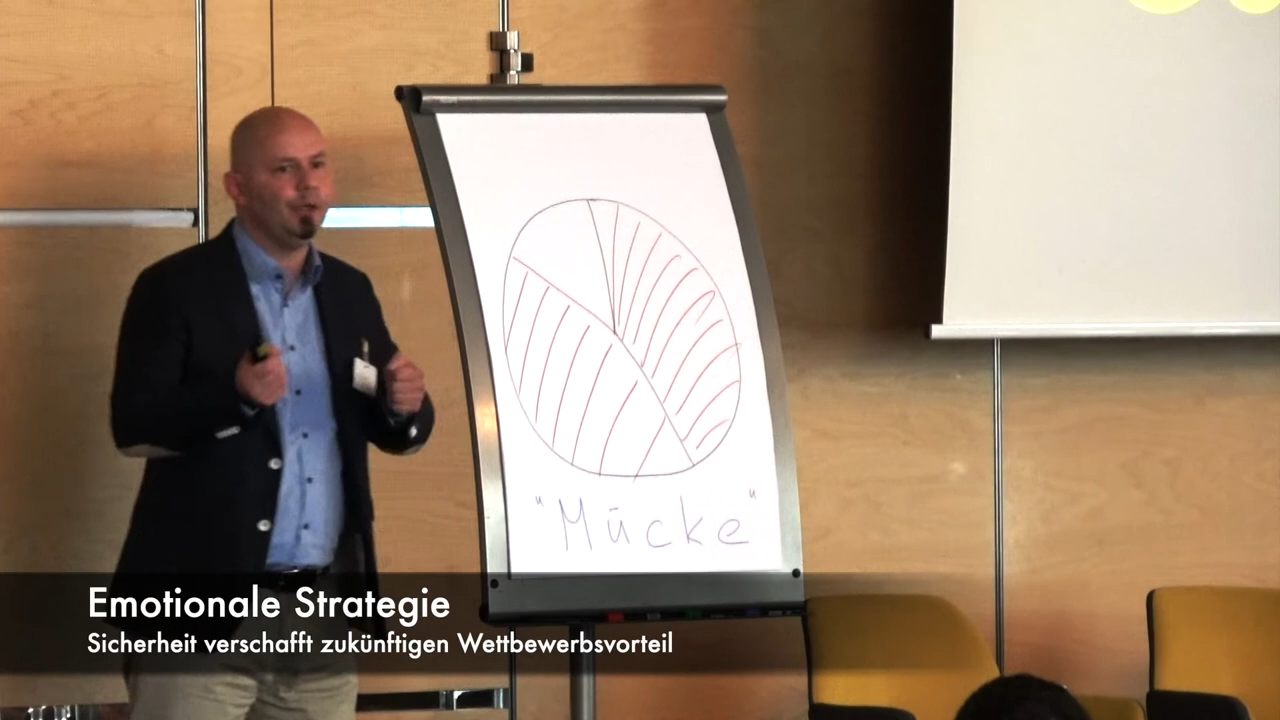 "Mücke"
Emotionale Strategie
Sicherheit verschafft zukünftigen Wettbewerbsvorteil